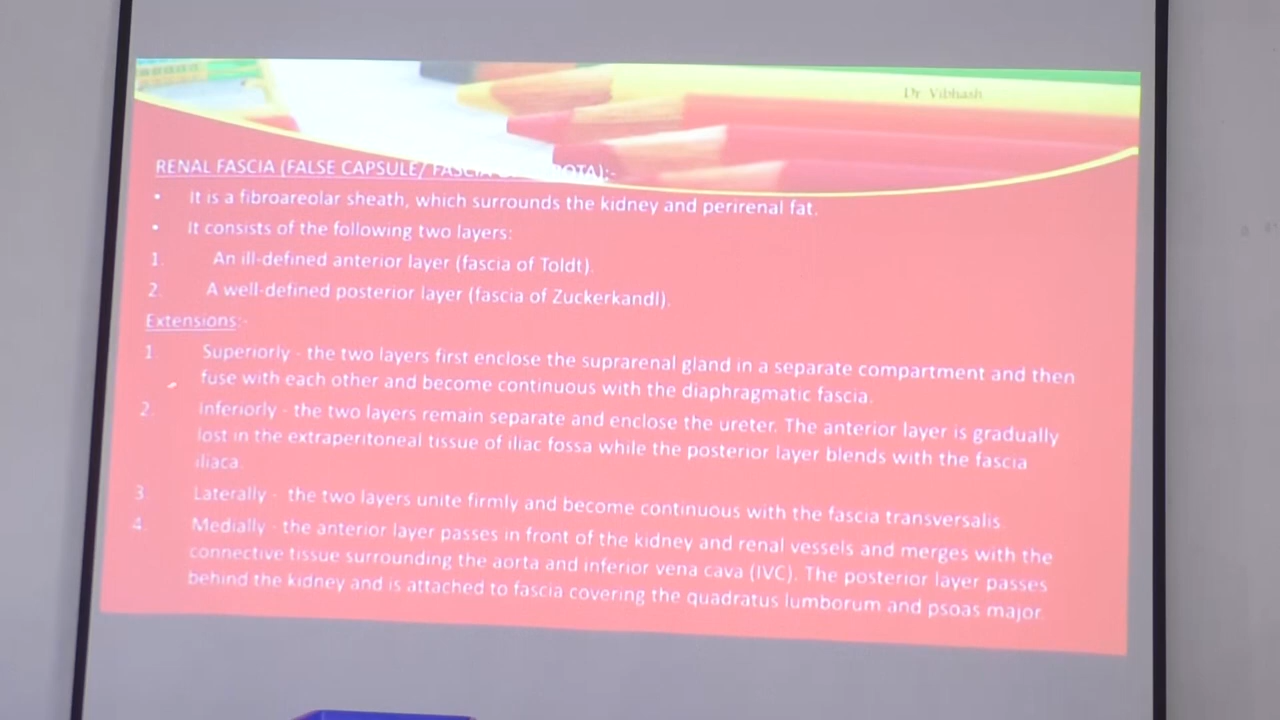 Dr Vibhash
RENAL FASCIA (FALSE CAPSULE/ FASCIA
It is a fibroareolar sheath, which surrounds the kidney and perirenal fat.
It consists of the following two layers:
1. An ill-defined anterior layer (fascia of Toldt).
2. A well-defined posterior layer (fascia of Zuckerkandl).
Extensions:-
1. Superiorly - the two layers first enclose the suprarenal gland in a separate compartment and then
fuse with each other and become continuous with the diaphragmatic fascia.
2. Inferiorly - the two layers remain separate and enclose the ureter. The anterior layer is gradually
lost in the extraperitoneal tissue of iliac fossa while the posterior layer blends with the fascia
iliaca.
3. Laterally - the two layers unite firmly and become continuous with the fascia transversalis
4. Medially - the anterior layer passes in front of the kidney and renal vessels and merges with the
connective tissue surrounding the aorta and inferior vena cava (IVC). The posterior layer passes
behind the kidney and is attached to fascia covering the quadratus lumborum and psoas major